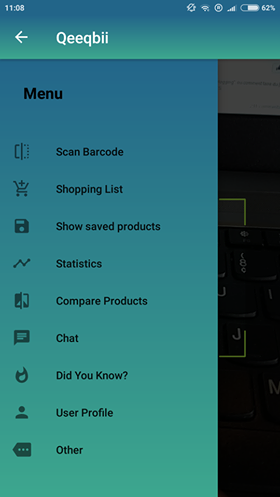 11:08
62%
Qeeqbii
Menu
Scan Barcode
Shopping List
Show saved products
Statistics
Compare Products
Chat
Did You Know?
User Profile
Other
J
M